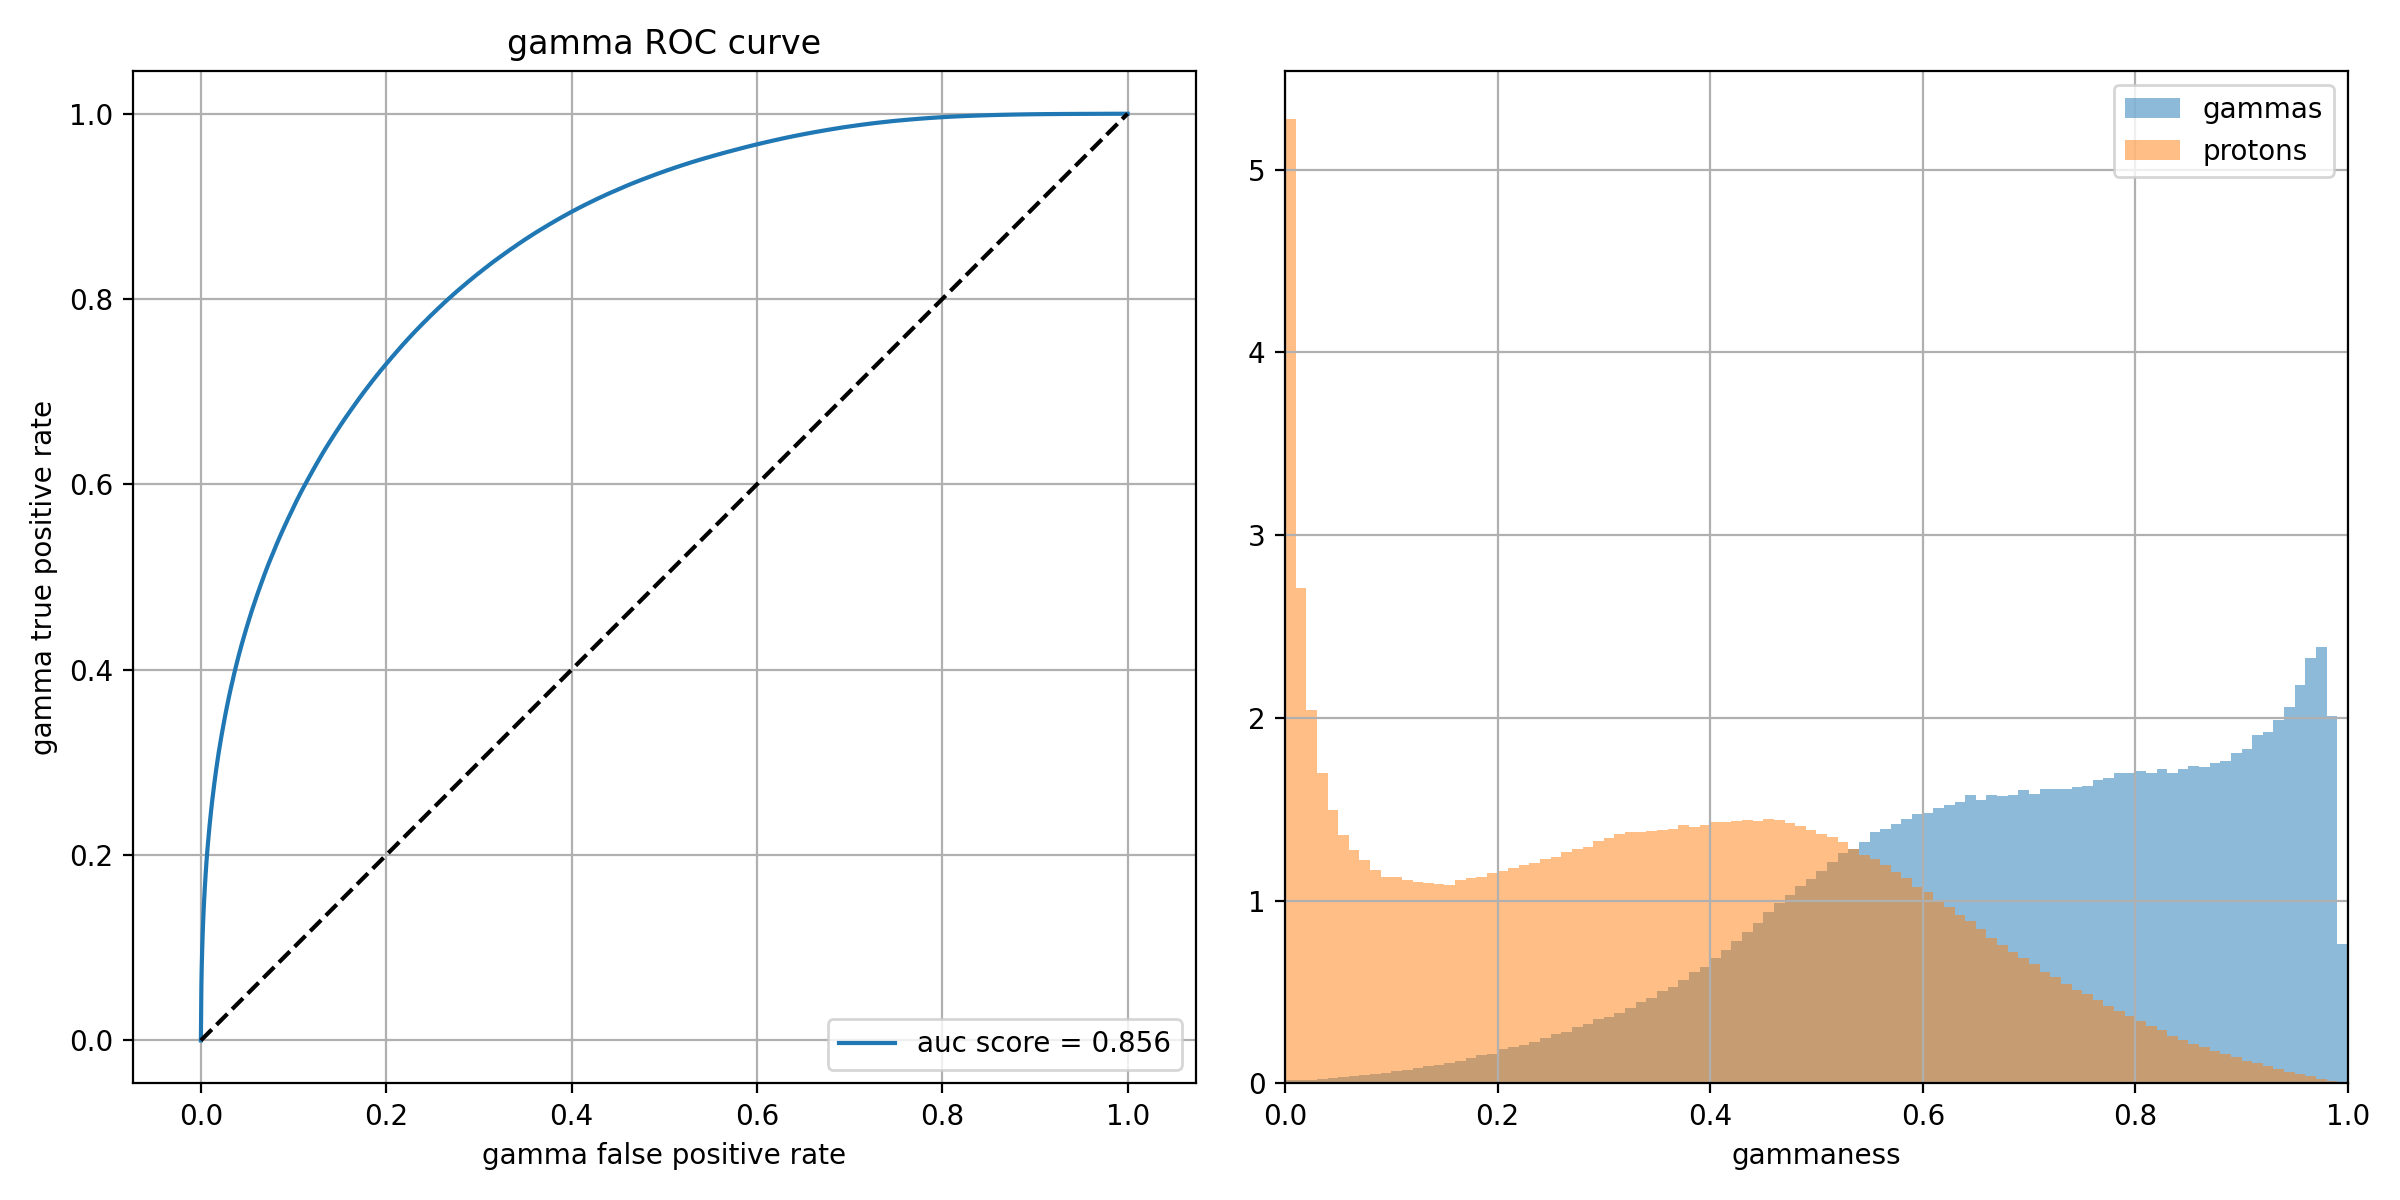 gamma ROC curve
gamma true positive rate
1.0
0.8
0.6
0.4
0.2
0.0
auc score = 0.856
0.0 0.2 0.4 0.6 0.8 1.0
gamma false positive rate
gammas
protons
5
4
3
2
1
0
0.0 0.2 0.4 0.6 0.8 1.0
gammaness